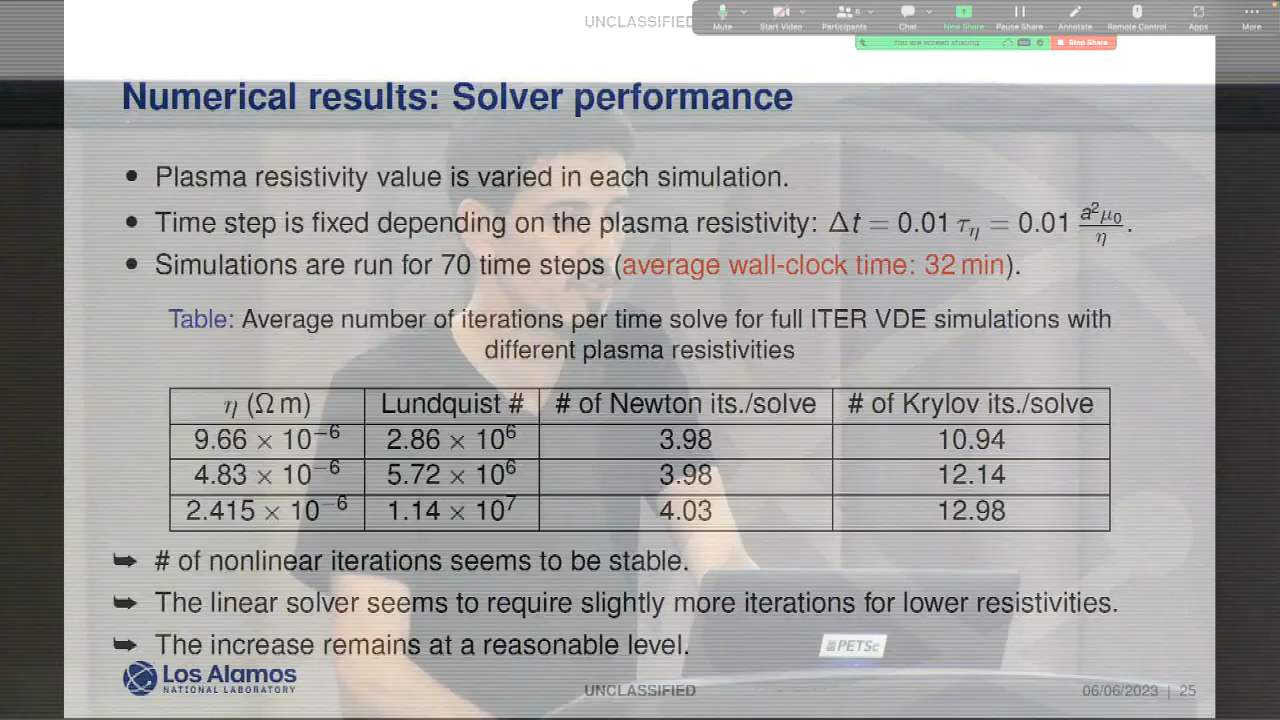 UNCLASSIFIED
Mute
Start Video
Participants
6
Chat
New Share
Pause Share
Annotate
Remote Control
Apps
More
You are screen sharing
Stop Share
Numerical results: Solver performance
• Plasma resistivity value is varied in each simulation.
• Time step is fixed depending on the plasma resistivity: Δt = 0.01 τ_η = 0.01 a²μ₀/η.
• Simulations are run for 70 time steps (average wall-clock time: 32 min).
Table: Average number of iterations per time solve for full ITER VDE simulations with
different plasma resistivities
η (Ω m) Lundquist # # of Newton its./solve # of Krylov its./solve
9.66 × 10⁻⁶ 2.86 × 10⁶ 3.98 10.94
4.83 × 10⁻⁶ 5.72 × 10⁶ 3.98 12.14
2.415 × 10⁻⁶ 1.14 × 10⁷ 4.03 12.98
➥ # of nonlinear iterations seems to be stable.
➥ The linear solver seems to require slightly more iterations for lower resistivities.
➥ The increase remains at a reasonable level.
PETSc
Los Alamos
NATIONAL LABORATORY
UNCLASSIFIED
06/06/2023 | 25